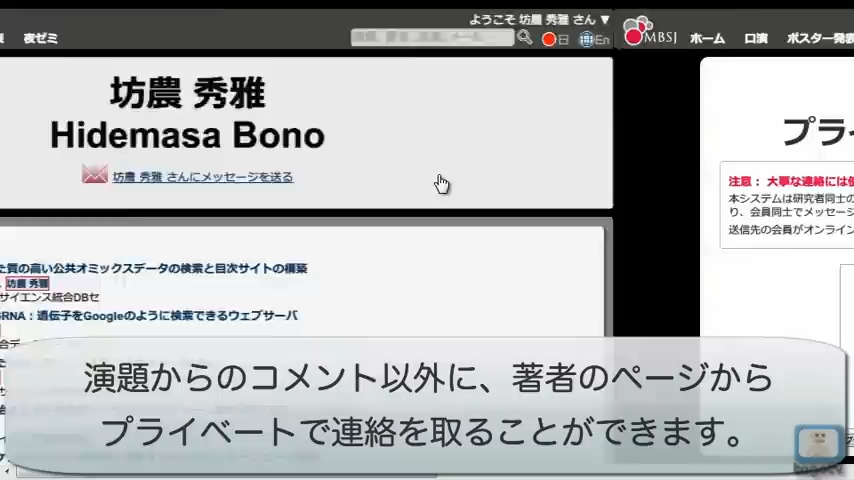 ようこそ 坊農 秀雅 さん ▼
夜ゼミ
日
En
MBSJ
ホーム
口演
ポスター発表
坊農 秀雅
Hidemasa Bono
坊農 秀雅 さんにメッセージを送る
プライ
注意： 大事な連絡には使
本システムは研究者同士の
り、会員同士でメッセージ
送信先の会員がオンライン
た質の高い公共オミックスデータの検索と目次サイトの構築
坊農 秀雅
サイエンス統合DBセ
GRNA：遺伝子をGoogleのように検索できるウェブサーバ
演題からのコメント以外に、著者のページから
プライベートで連絡を取ることができます。